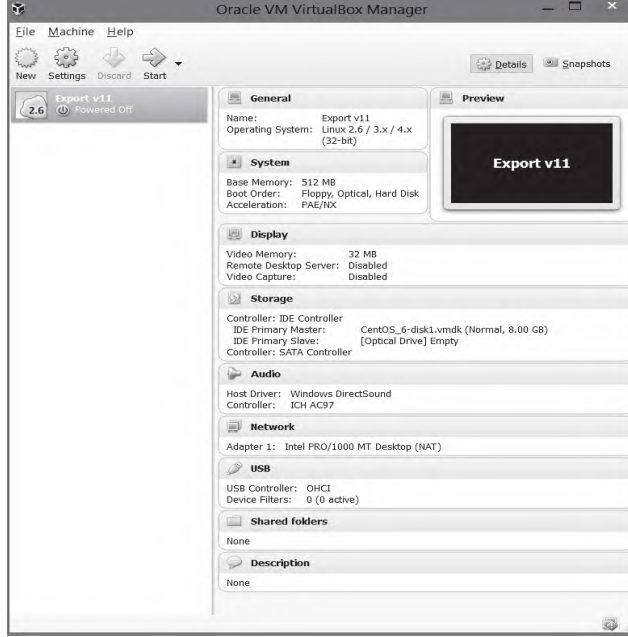 Oracle VM VirtualBox Manager
File Machine Help
New Settings Discard Start
Details Snapshots
2.6
Export v11
Powered Off
General
Name: Export v11
Operating System: Linux 2.6 / 3.x / 4.x
(32-bit)
Preview
Export v11
System
Base Memory: 512 MB
Boot Order: Floppy, Optical, Hard Disk
Acceleration: PAE/NX
Display
Video Memory: 32 MB
Remote Desktop Server: Disabled
Video Capture: Disabled
Storage
Controller: IDE Controller
IDE Primary Master: CentOS_6-disk1.vmdk (Normal, 8.00 GB)
IDE Primary Slave: [Optical Drive] Empty
Controller: SATA Controller
Audio
Host Driver: Windows DirectSound
Controller: ICH AC97
Network
Adapter 1: Intel PRO/1000 MT Desktop (NAT)
USB
USB Controller: OHCI
Device Filters: 0 (0 active)
Shared folders
None
Description
None